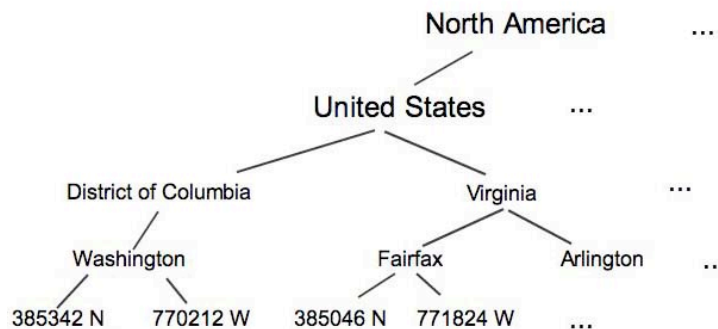 North America ...
United States ...
District of Columbia Virginia ...
Washington Fairfax Arlington ..
385342 N 770212 W 385046 N 771824 W ...